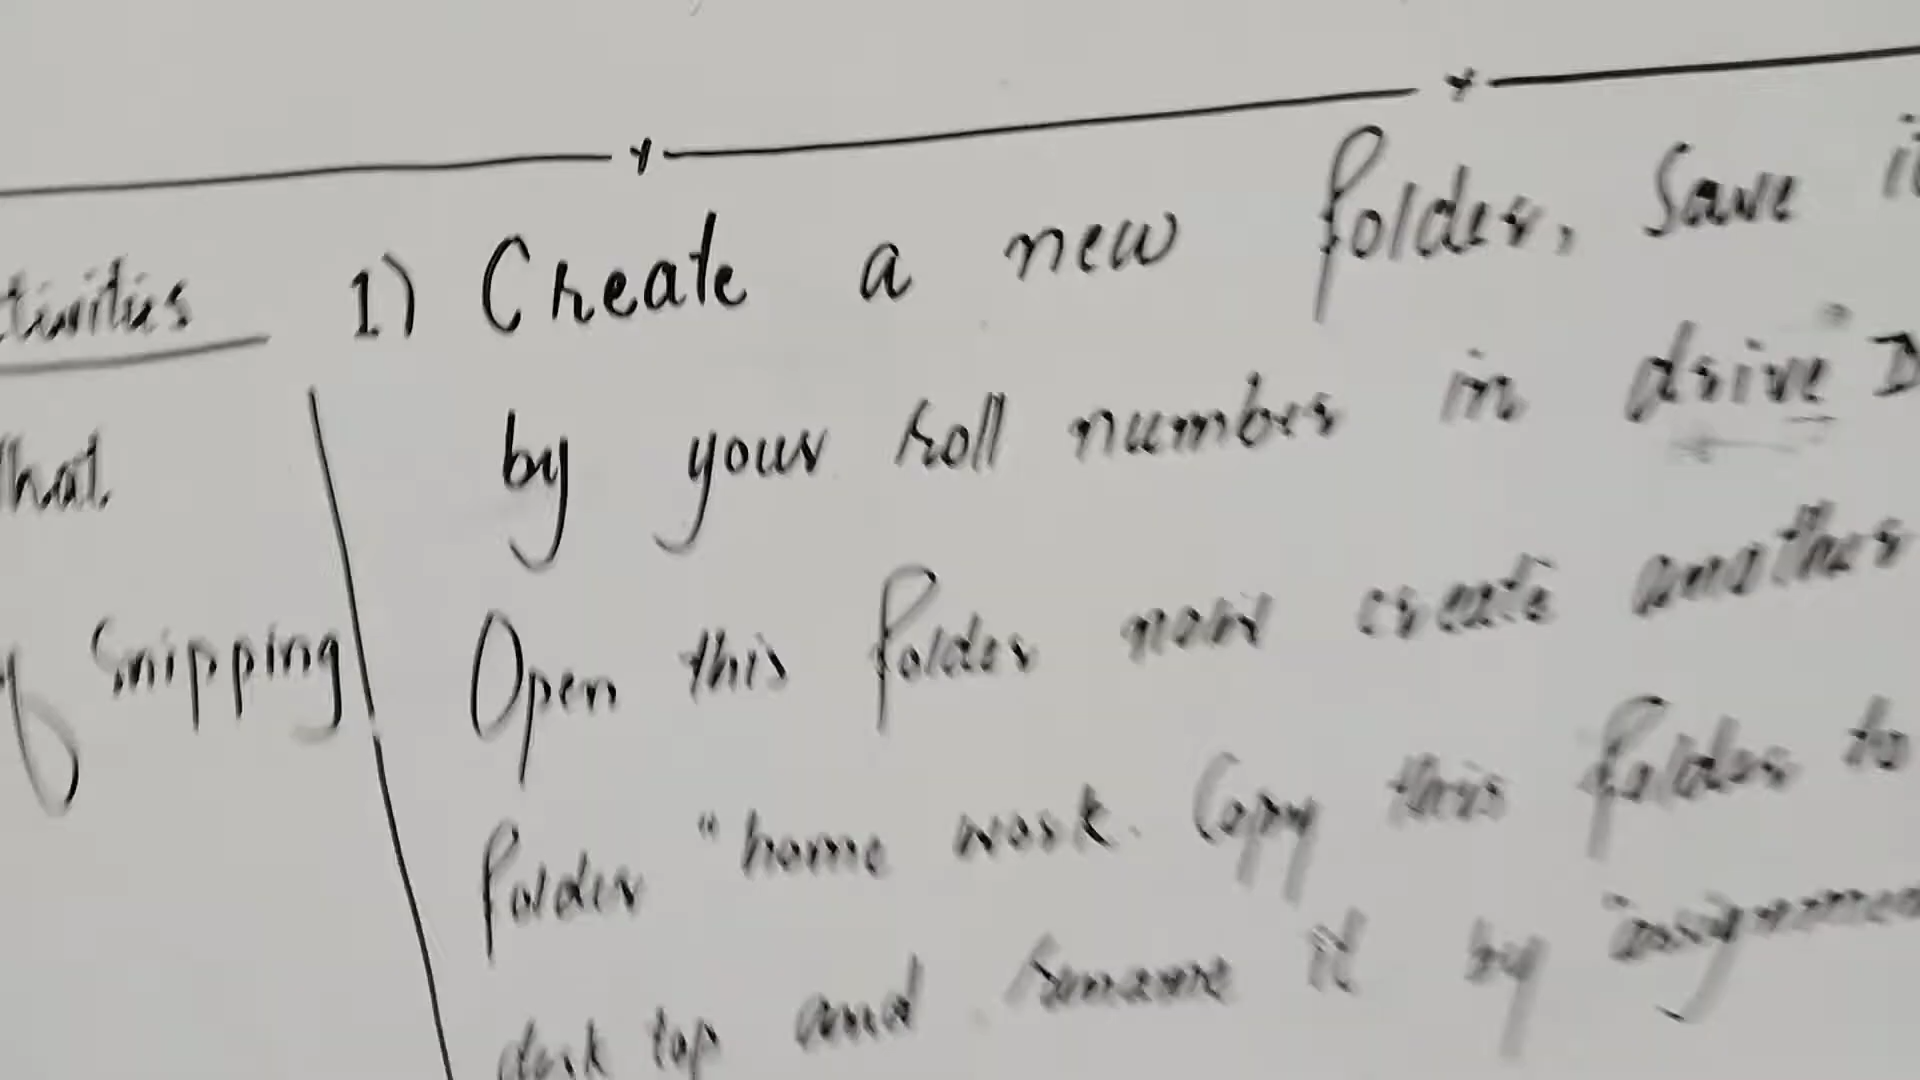 1) Create a new folder, Save it
by your roll number in drive D
Open this folder now create another
folder "home work. Copy this folder to
desk top and rename it by
hat
Snipping